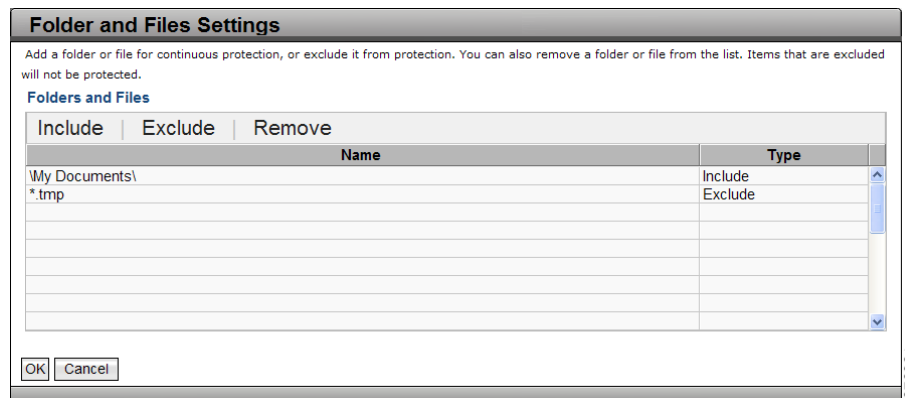 Folder and Files Settings
Add a folder or file for continuous protection, or exclude it from protection. You can also remove a folder or file from the list. Items that are excluded
will not be protected.
Folders and Files
Include | Exclude | Remove
Name Type
\My Documents\ Include
*.tmp Exclude
OK Cancel